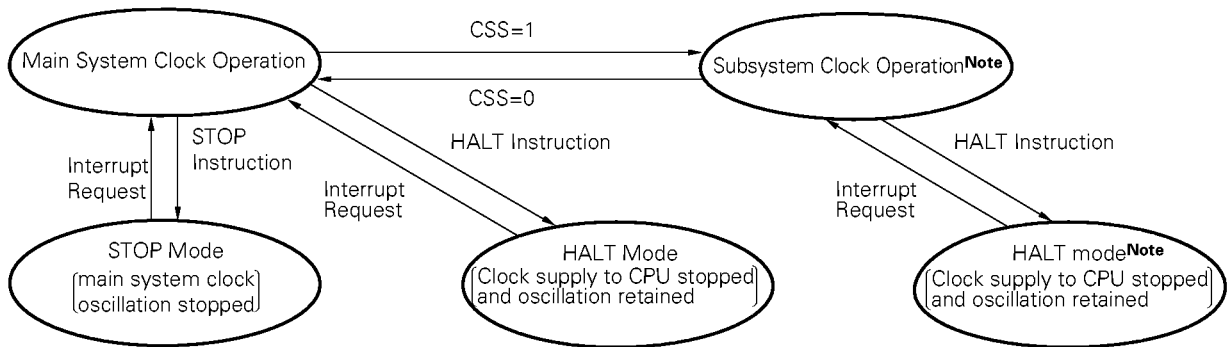 CSS=1
Main System Clock Operation
Subsystem Clock Operation Note
CSS=0
STOP
Instruction
HALT Instruction
HALT Instruction
Interrupt
Request
Interrupt
Request
Interrupt
Request
STOP Mode
main system clock
oscillation stopped
HALT Mode
Clock supply to CPU stopped
and oscillation retained
HALT mode Note
Clock supply to CPU stopped
and oscillation retained